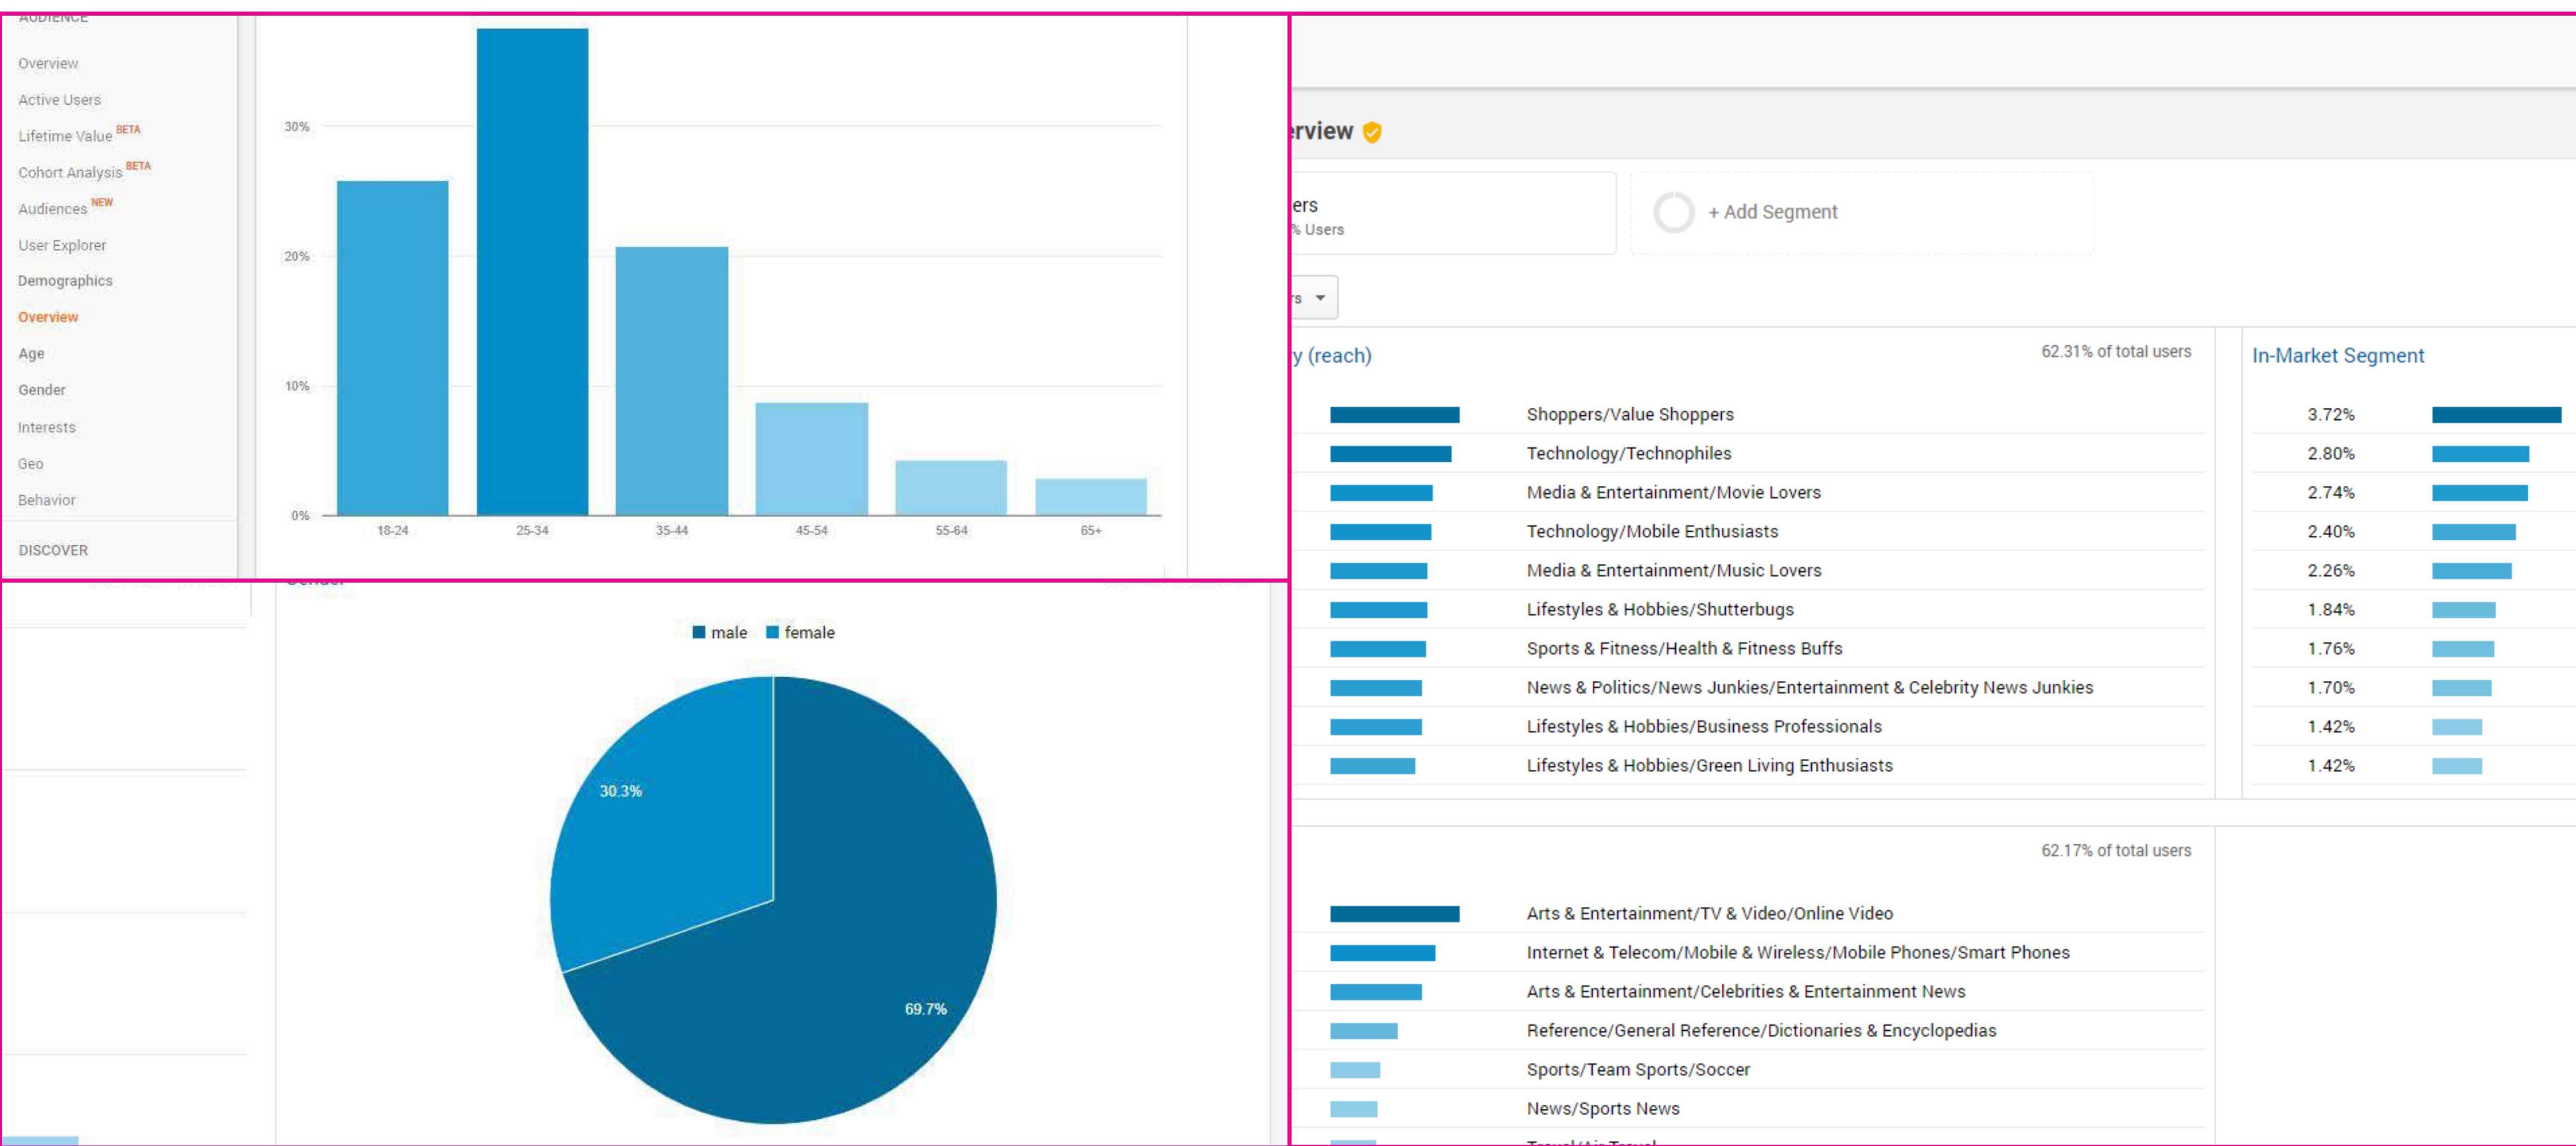 AUDIENCE
Overview
Active Users
Lifetime Value BETA
Cohort Analysis BETA
Audiences NEW
User Explorer
Demographics
Overview
Age
Gender
Interests
Geo
Behavior
DISCOVER
30%
20%
10%
0%
18-24 25-34 35-44 45-54 55-64 65+
Gender
male female
30.3%
69.7%
erview
ers
% Users
+ Add Segment
rs
y (reach) 62.31% of total users
Shoppers/Value Shoppers
Technology/Technophiles
Media & Entertainment/Movie Lovers
Technology/Mobile Enthusiasts
Media & Entertainment/Music Lovers
Lifestyles & Hobbies/Shutterbugs
Sports & Fitness/Health & Fitness Buffs
News & Politics/News Junkies/Entertainment & Celebrity News Junkies
Lifestyles & Hobbies/Business Professionals
Lifestyles & Hobbies/Green Living Enthusiasts
In-Market Segment
3.72%
2.80%
2.74%
2.40%
2.26%
1.84%
1.76%
1.70%
1.42%
1.42%
62.17% of total users
Arts & Entertainment/TV & Video/Online Video
Internet & Telecom/Mobile & Wireless/Mobile Phones/Smart Phones
Arts & Entertainment/Celebrities & Entertainment News
Reference/General Reference/Dictionaries & Encyclopedias
Sports/Team Sports/Soccer
News/Sports News